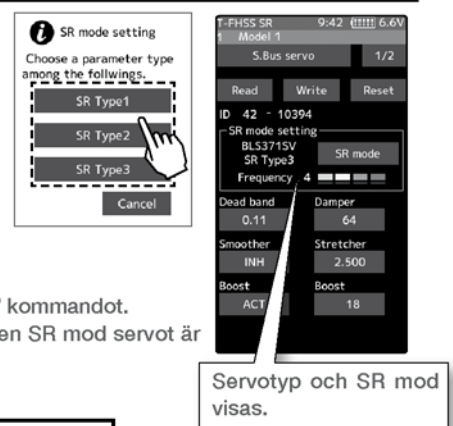 SR mode setting
Choose a parameter type
among the follwings.
SR Type1
SR Type2
SR Type3
Cancel
T-FHSS SR 9:42 6.6V
1 Model 1
S.Bus servo 1/2
Read Write Reset
ID 42 - 10394
SR mode setting
BLS371SV
SR Type3
SR mode
Frequency 4
Dead band Damper
0.11 64
Smoother Stretcher
INH 2.500
Boost Boost
ACT 18
kommandot.
en SR mod servot är
Servotyp och SR mod
visas.